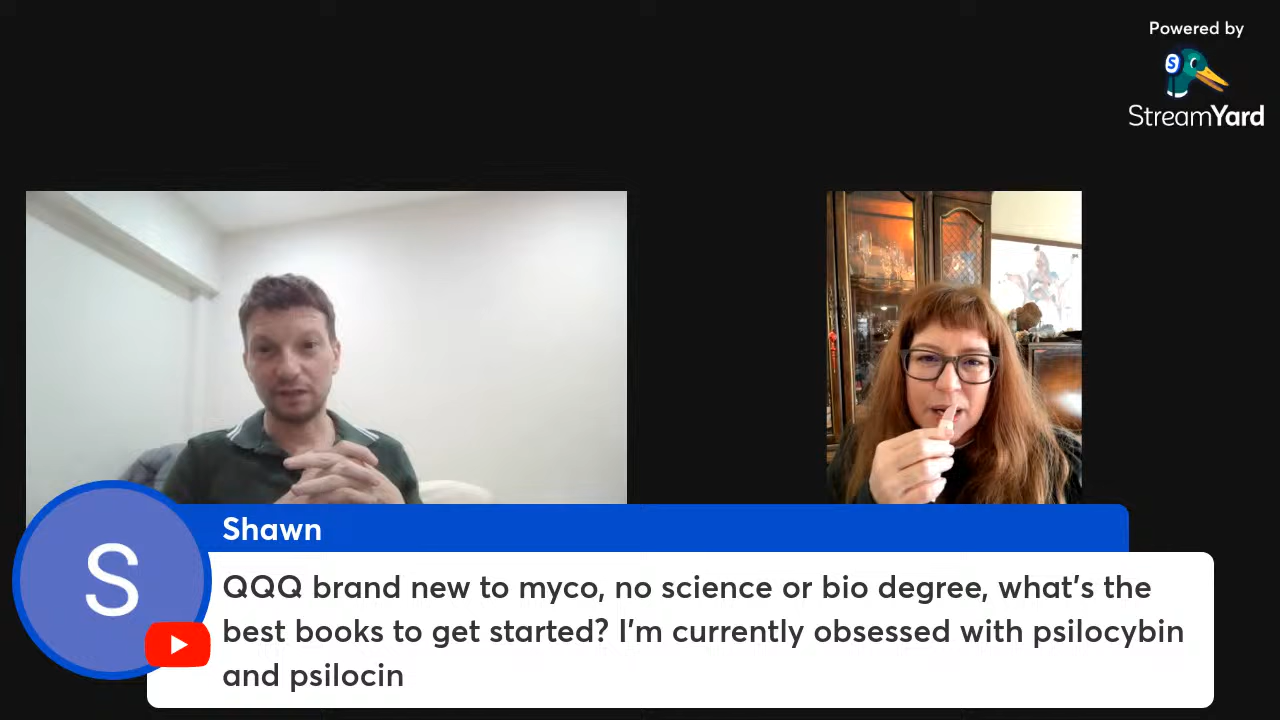 Powered by
S
StreamYard
S
Shawn
QQQ brand new to myco, no science or bio degree, what's the
best books to get started? I'm currently obsessed with psilocybin
and psilocin